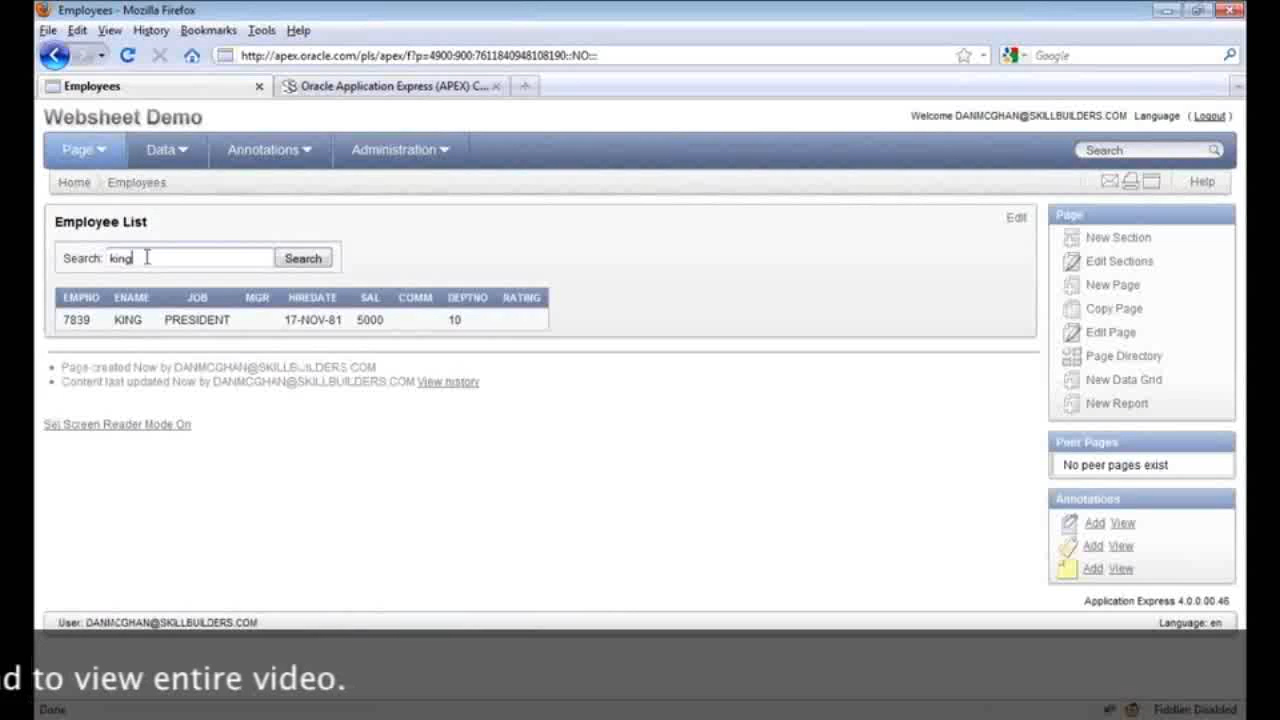 Employees - Mozilla Firefox
File Edit View History Bookmarks Tools Help
http://apex.oracle.com/pls/apex/f?p=4900:900:7611840948108190::NO:::
Google
Employees
Oracle Application Express (APEX) C...
Websheet Demo
Welcome DANMCGHAN@SKILLBUILDERS.COM Language ( Logout )
Page Data Annotations Administration
Search
Home Employees
Help
Employee List
Edit
Search: king Search
EMPNO ENAME JOB MGR HIREDATE SAL COMM DEPTNO RATING
7839 KING PRESIDENT 17-NOV-81 5000 10
Page created Now by DANMCGHAN@SKILLBUILDERS.COM
Content last updated Now by DANMCGHAN@SKILLBUILDERS.COM View history
Set Screen Reader Mode On
Page
New Section
Edit Sections
New Page
Copy Page
Edit Page
Page Directory
New Data Grid
New Report
Peer Pages
No peer pages exist
Annotations
Add View
Add View
Add View
Application Express 4.0.0.00.46
User: DANMCGHAN@SKILLBUILDERS.COM
Language: en
d to view entire video.
Done
Fiddler: Disabled